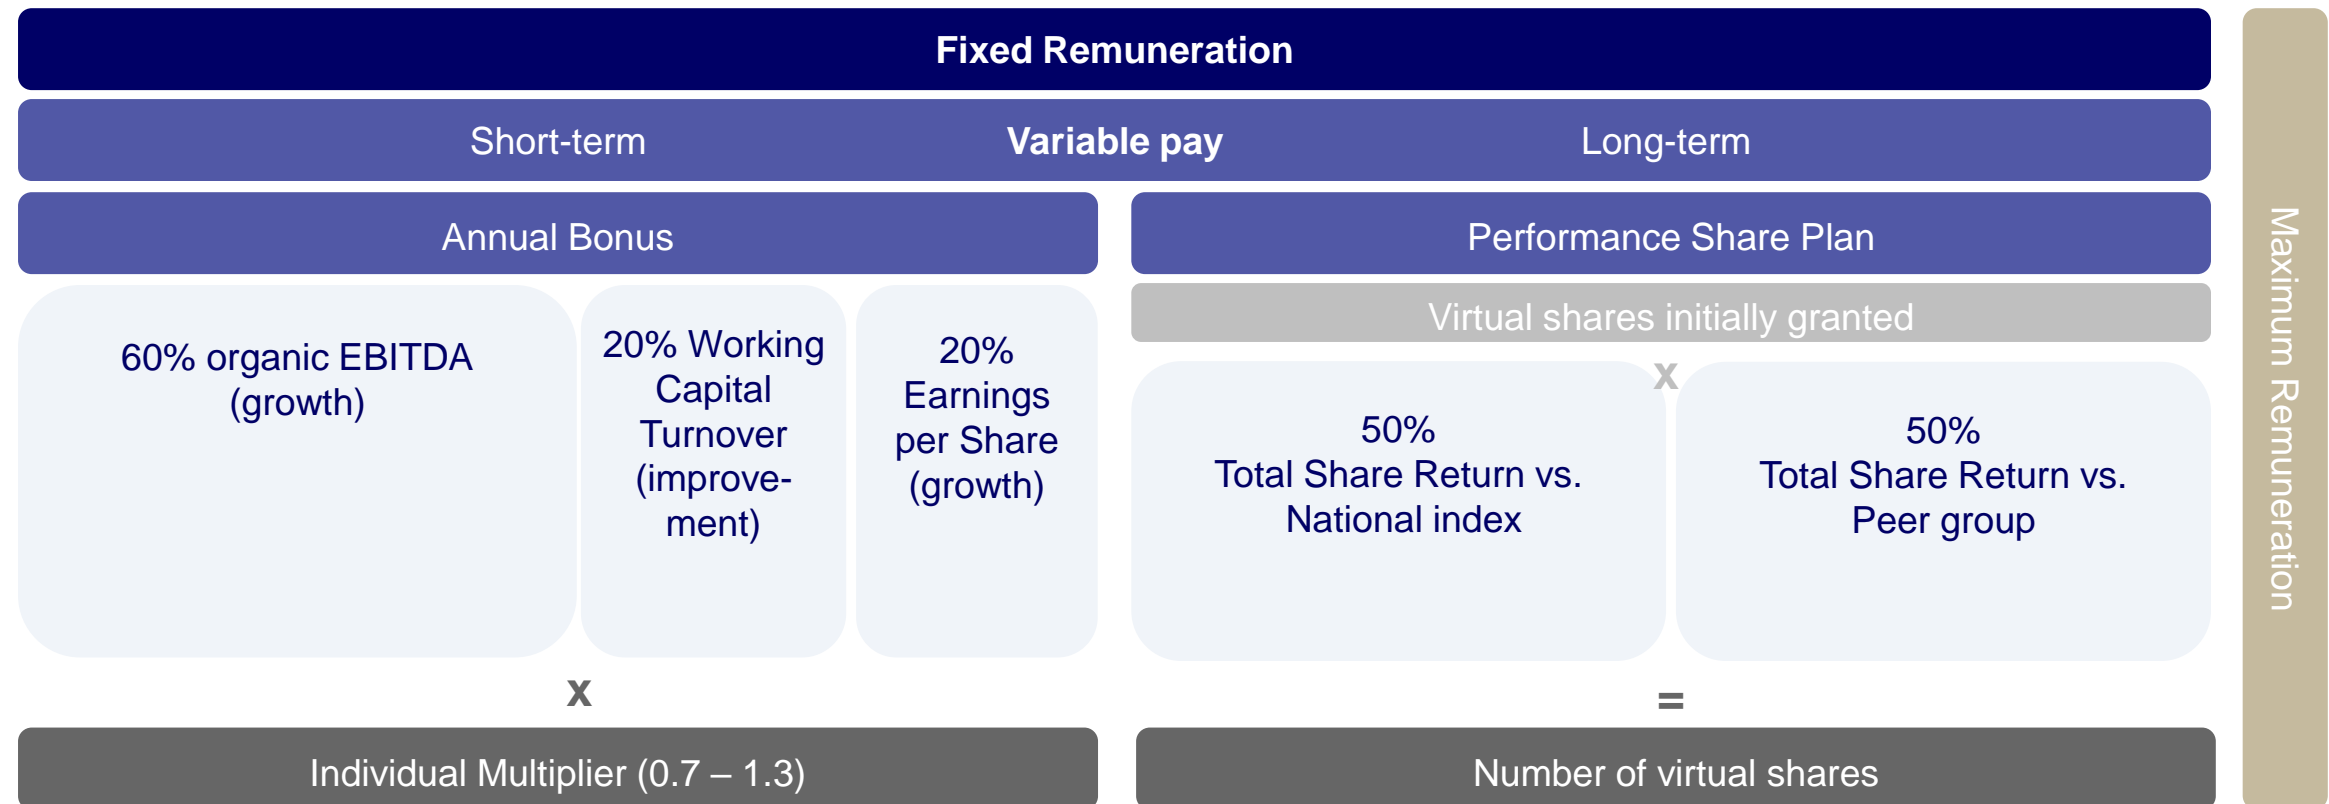 Fixed Remuneration
Short-term Variable pay Long-term
Annual Bonus
60% organic EBITDA
(growth)
20% Working
Capital
Turnover
(improve-
ment)
20%
Earnings
per Share
(growth)
x
Individual Multiplier (0.7 – 1.3)
Performance Share Plan
Virtual shares initially granted
x
50%
Total Share Return vs.
National index
50%
Total Share Return vs.
Peer group
=
Number of virtual shares
Maximum Remuneration